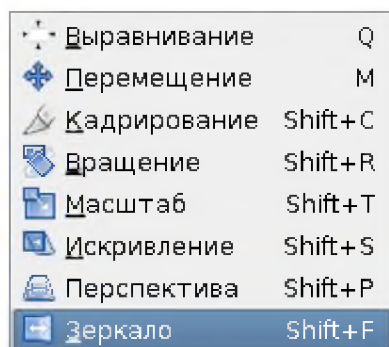 Выравнивание Q
Перемещение M
Кадрирование Shift+C
Вращение Shift+R
Масштаб Shift+T
Искривление Shift+S
Перспектива Shift+P
Зеркало Shift+F